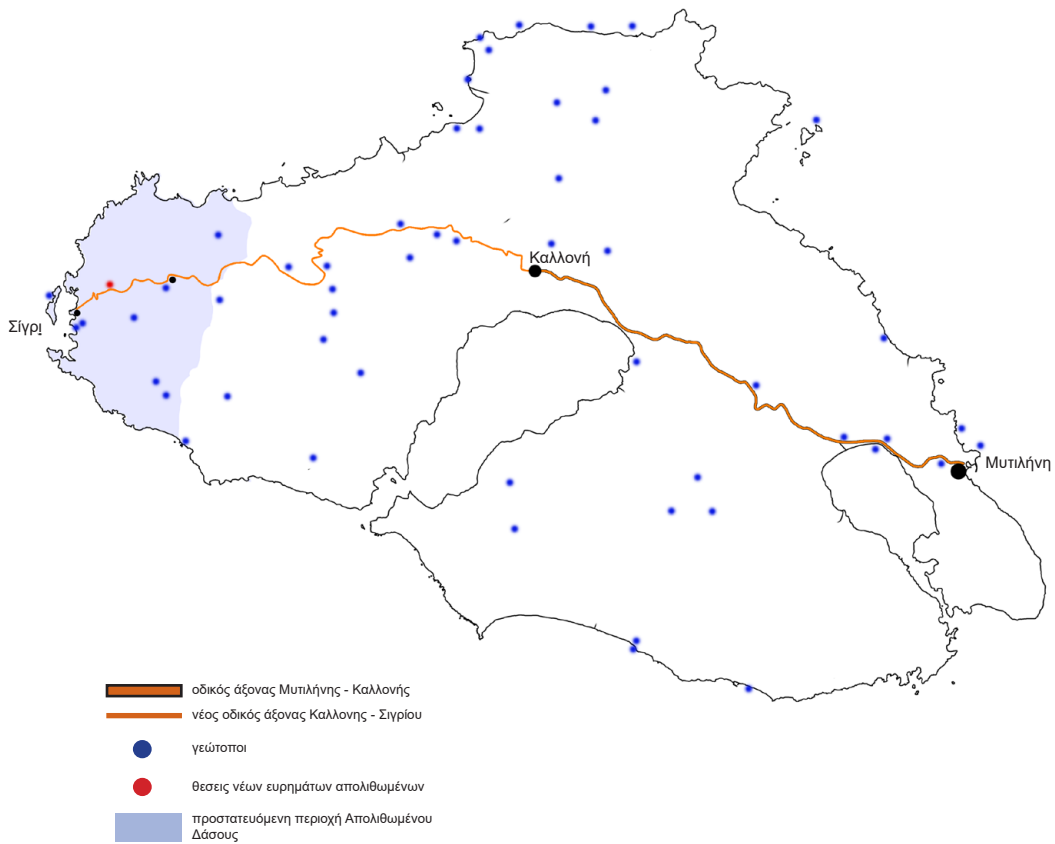 Καλλονή
Σίγρι
Μυτιλήνη
οδικός άξονας Μυτιλήνης - Καλλονής
νέος οδικός άξονας Καλλονης - Σιγρίου
γεώτοποι
θεσεις νέων ευρημάτων απολιθωμένων
προστατευόμενη περιοχή Απολιθωμένου
Δάσους